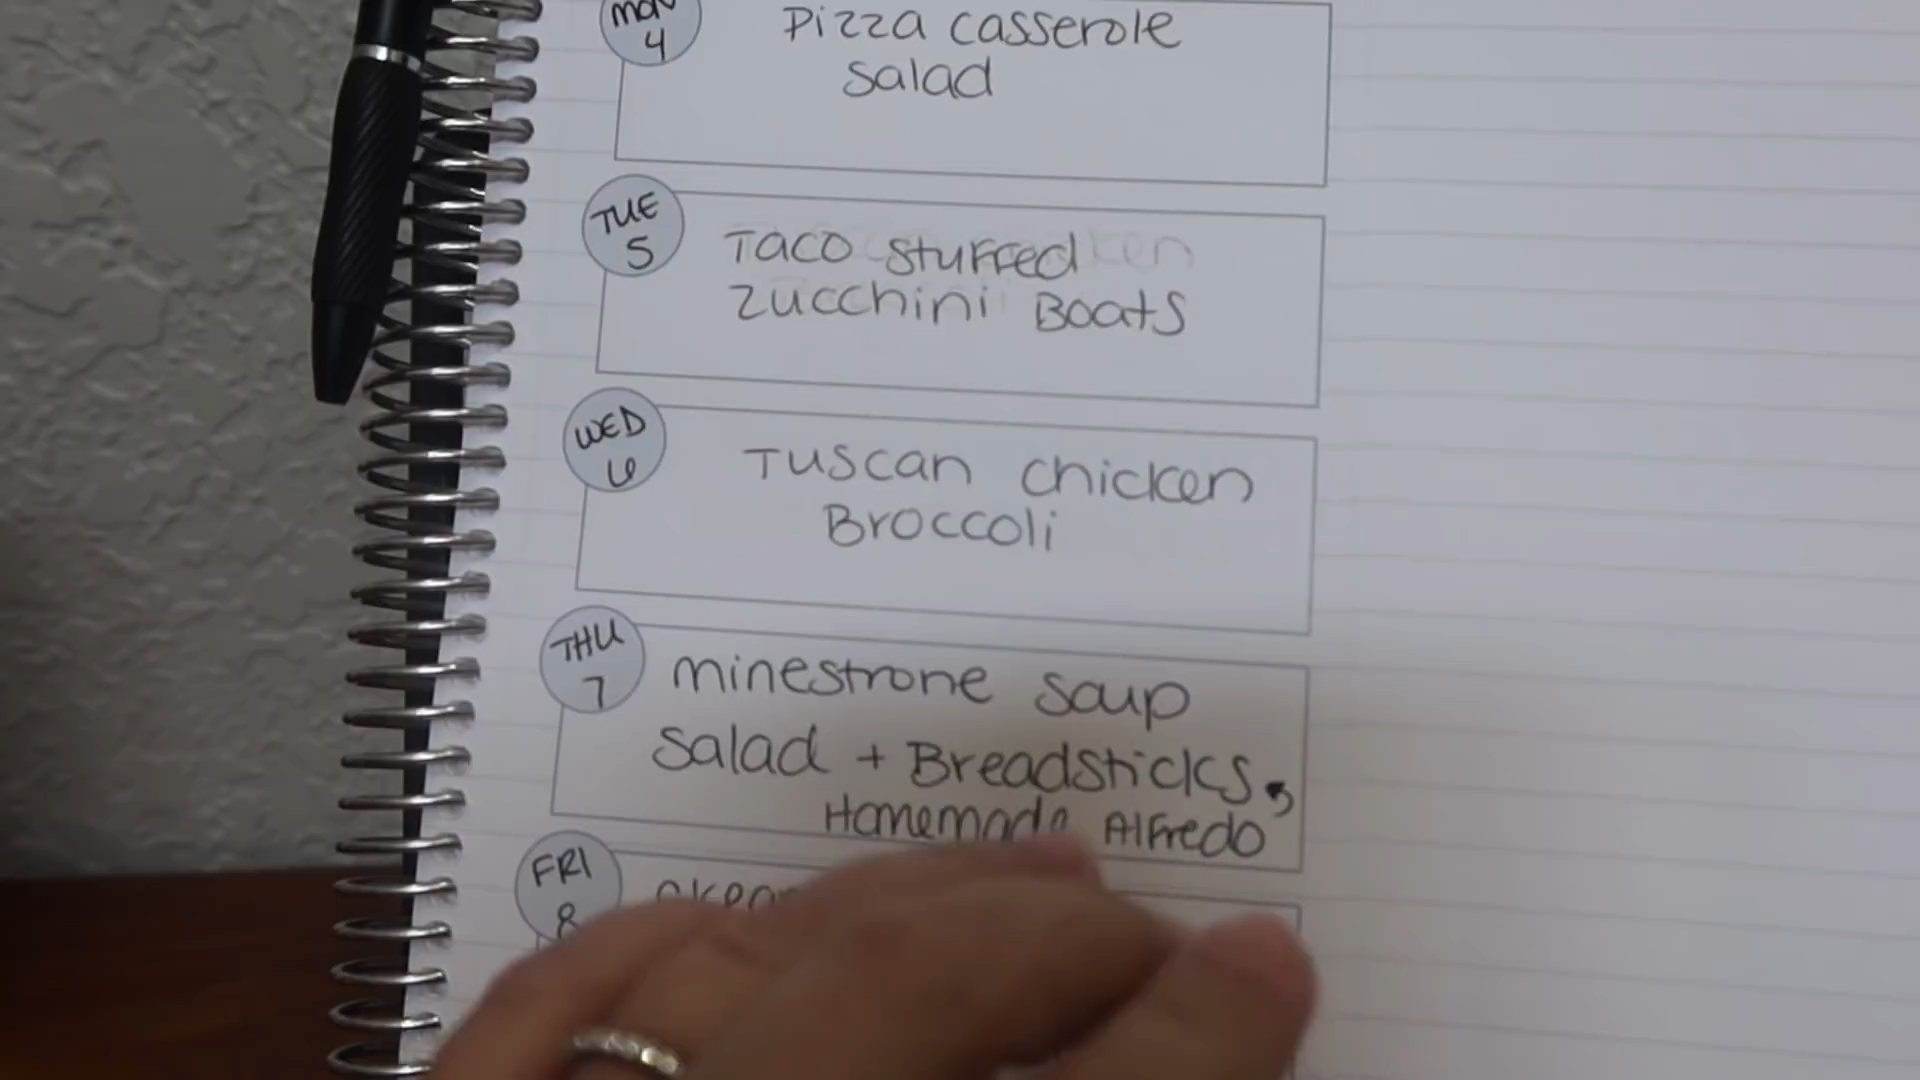 MON
4
Pizza casserole
salad
TUE
5
Taco stuffed
Zucchini Boats
WED
6
Tuscan chicken
Broccoli
THU
7
minestrone soup
salad + Breadsticks,
Homemade Alfredo
FRI
8